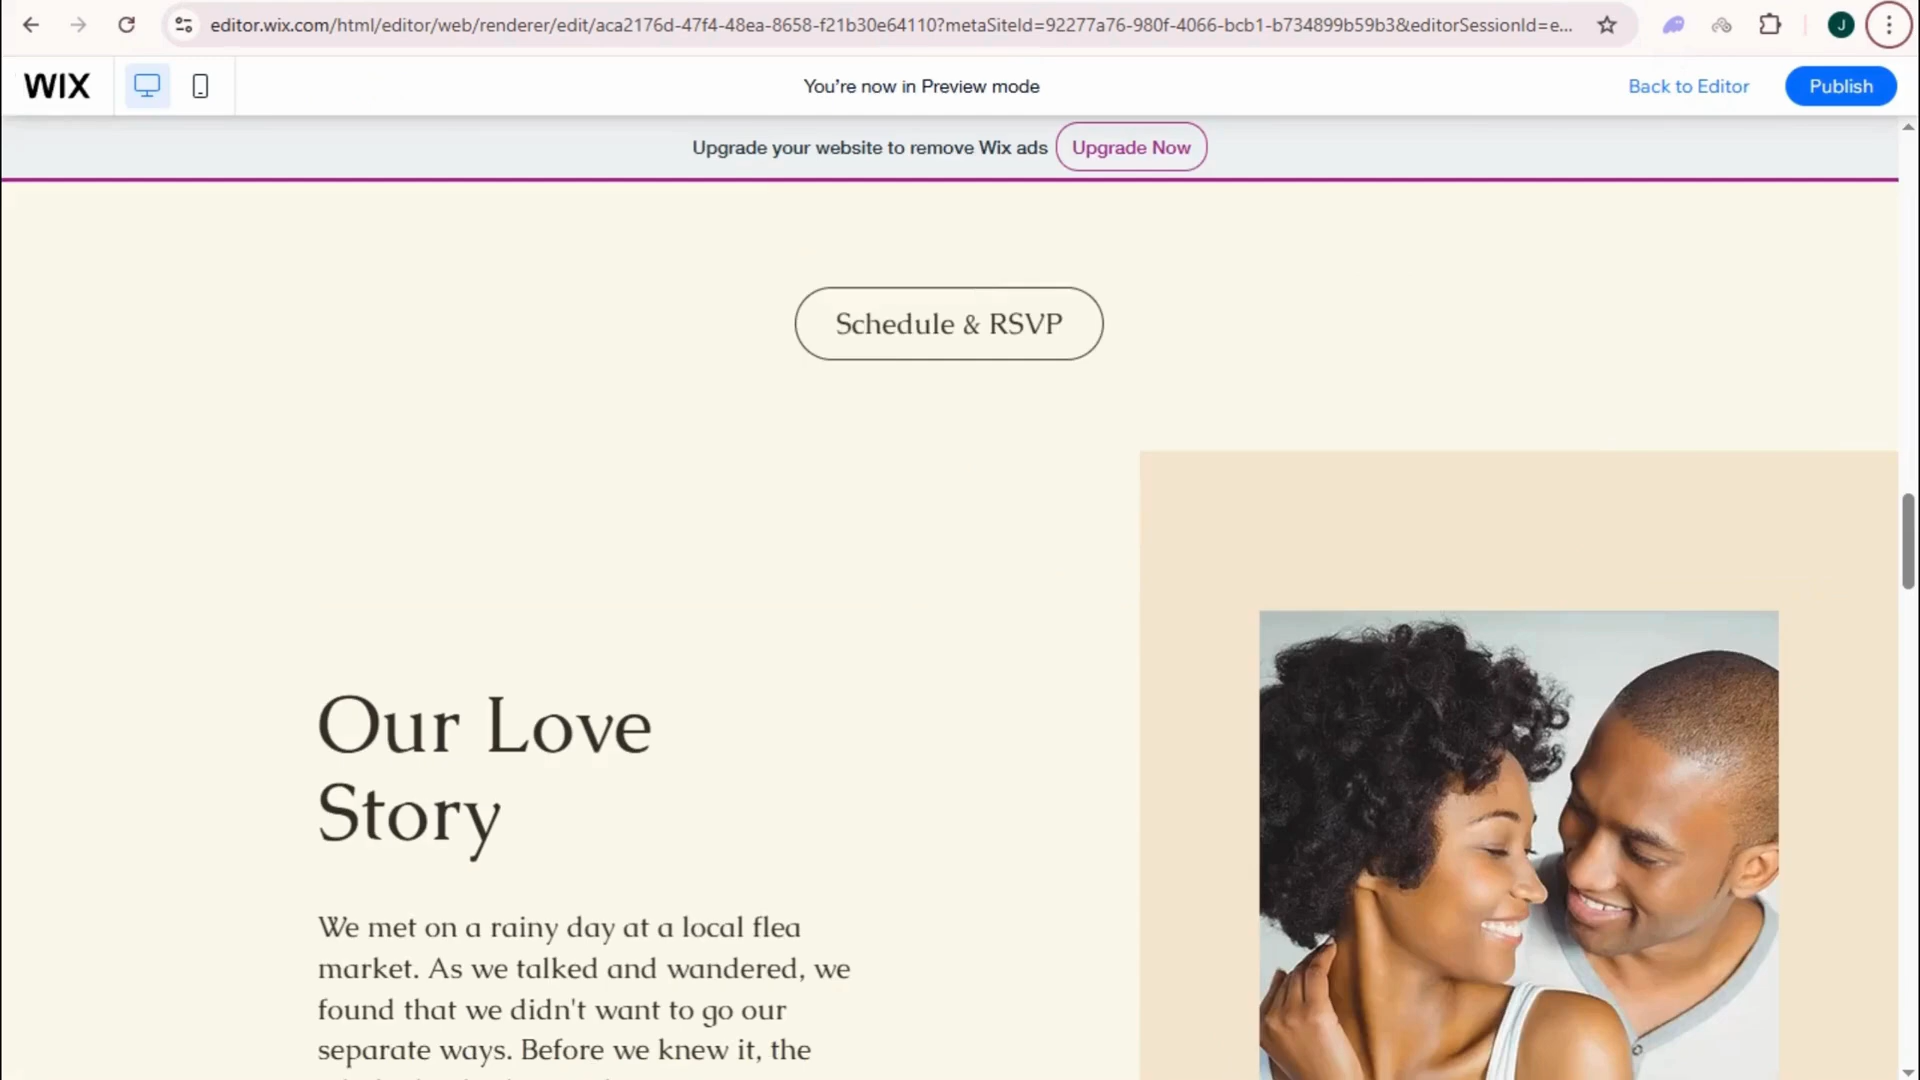 editor.wix.com/html/editor/web/renderer/edit/aca2176d-47f4-48ea-8658-f21b30e64110?metaSiteId=92277a76-980f-4066-bcb1-b734899b59b3&editorSessionId=e...
J
WIX
You're now in Preview mode
Back to Editor
Publish
Upgrade your website to remove Wix ads
Upgrade Now
Schedule & RSVP
Our Love
Story
We met on a rainy day at a local flea
market. As we talked and wandered, we
found that we didn't want to go our
separate ways. Before we knew it, the